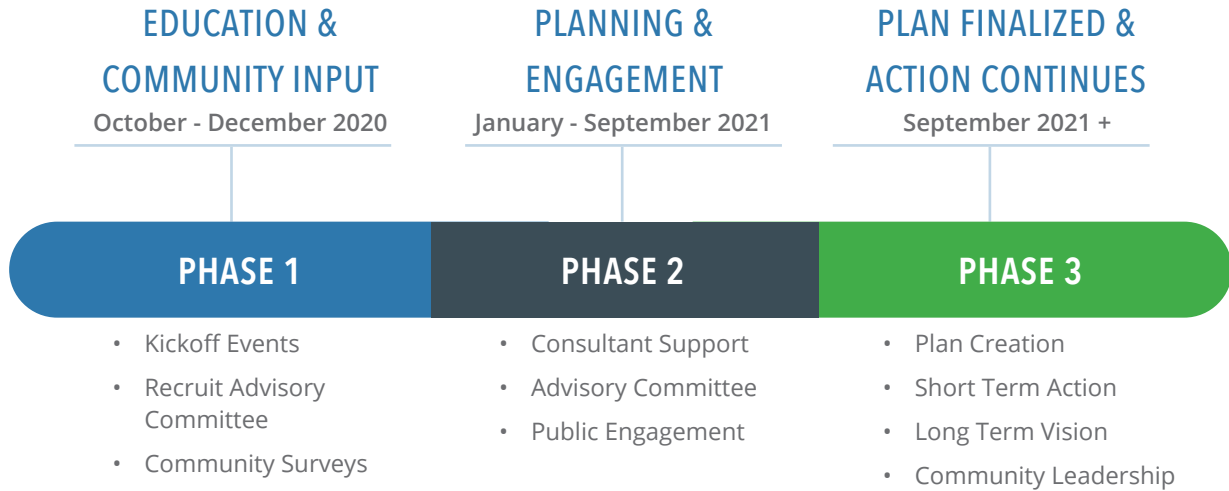 EDUCATION &
COMMUNITY INPUT
October - December 2020
PLANNING &
ENGAGEMENT
January - September 2021
PLAN FINALIZED &
ACTION CONTINUES
September 2021 +
PHASE 1
PHASE 2
PHASE 3
• Kickoff Events
• Recruit Advisory
Committee
• Community Surveys
• Consultant Support
• Advisory Committee
• Public Engagement
• Plan Creation
• Short Term Action
• Long Term Vision
• Community Leadership